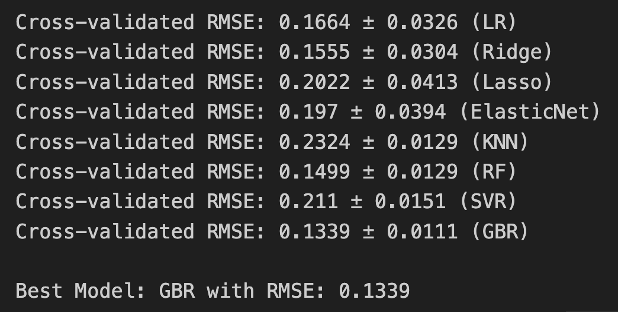 Cross-validated RMSE: 0.1664 ± 0.0326 (LR)
Cross-validated RMSE: 0.1555 ± 0.0304 (Ridge)
Cross-validated RMSE: 0.2022 ± 0.0413 (Lasso)
Cross-validated RMSE: 0.197 ± 0.0394 (ElasticNet)
Cross-validated RMSE: 0.2324 ± 0.0129 (KNN)
Cross-validated RMSE: 0.1499 ± 0.0129 (RF)
Cross-validated RMSE: 0.211 ± 0.0151 (SVR)
Cross-validated RMSE: 0.1339 ± 0.0111 (GBR)
Best Model: GBR with RMSE: 0.1339